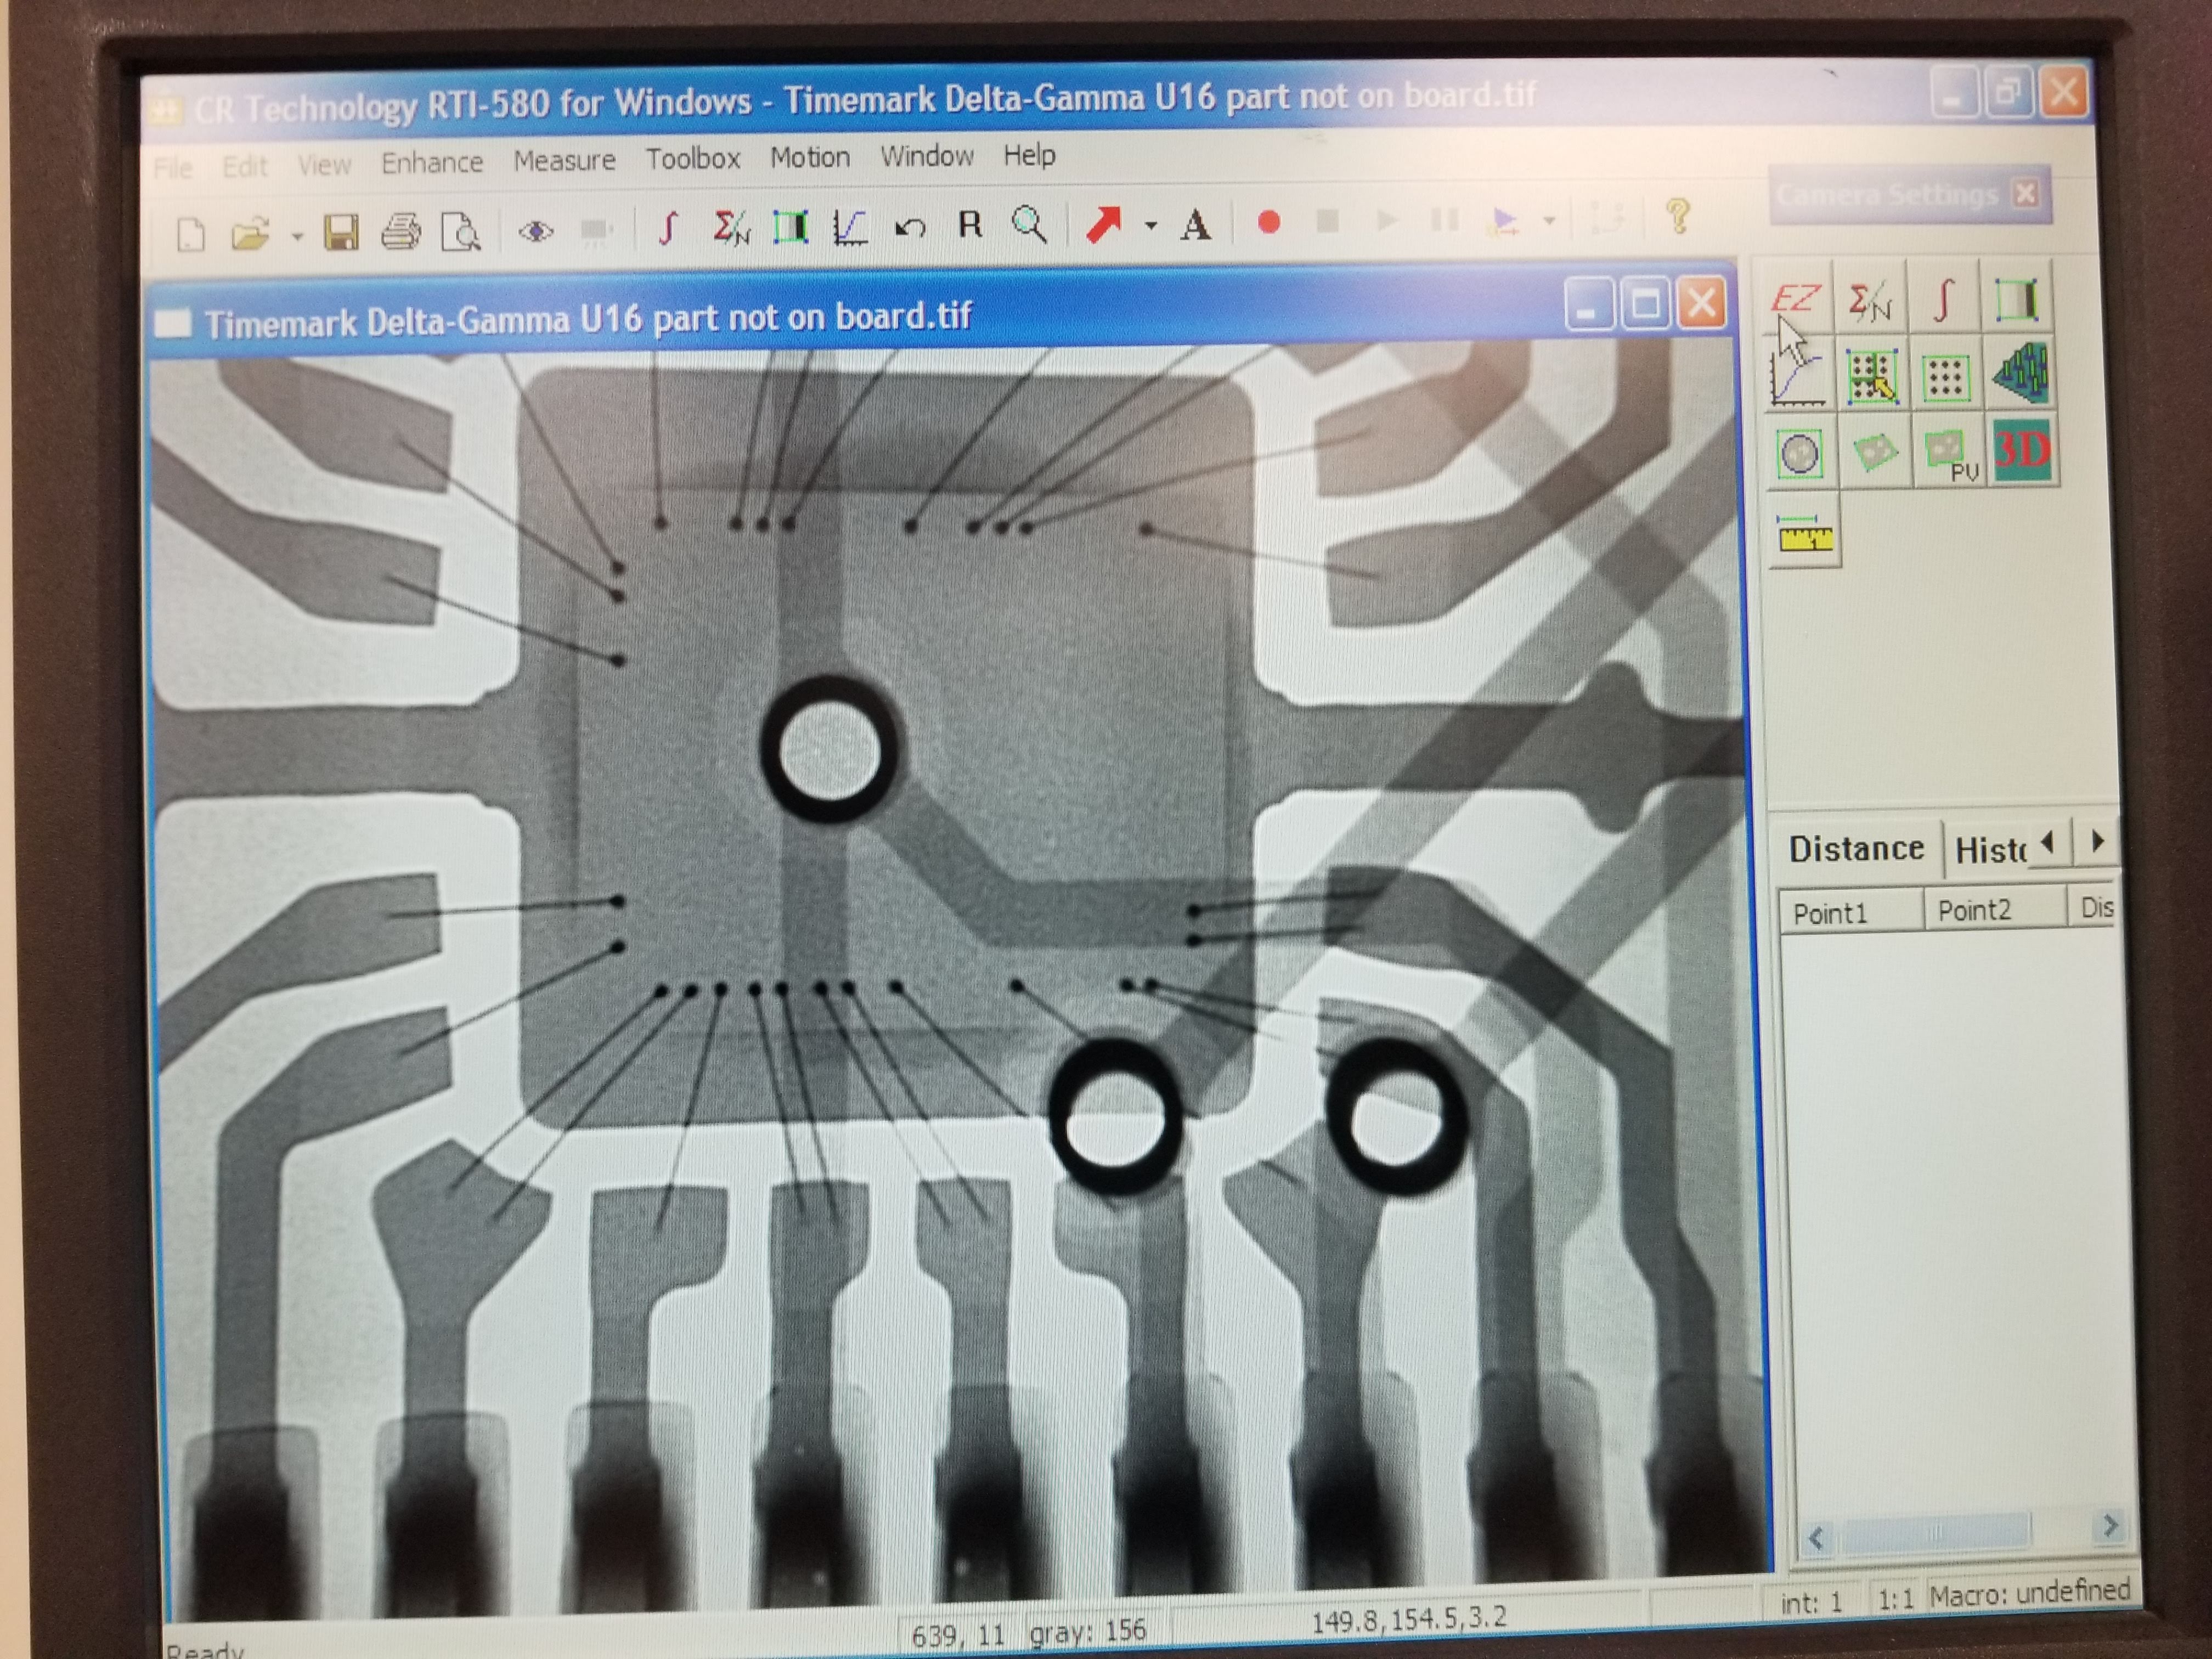 CR Technology RTI-580 for Windows - Timemark Delta-Gamma U16 part not on board.tif
File Edit View Enhance Measure Toolbox Motion Window Help
Camera Settings
R A
Timemark Delta-Gamma U16 part not on board.tif
EZ Σ/N
PV 3D
1
Distance Histo
Point1 Point2 Dis
Ready 639, 11 gray: 156 149.8,154.5,3.2 int: 1 1:1 Macro: undefined